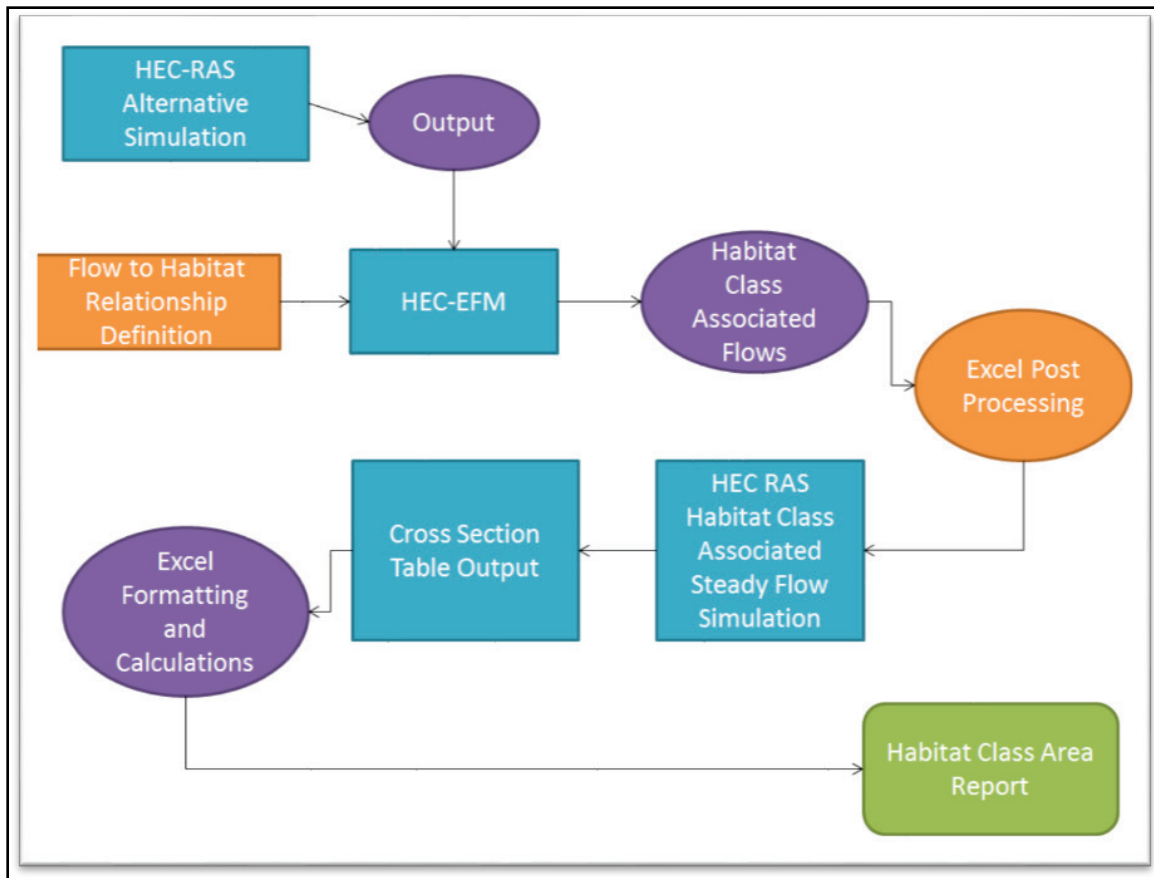 HEC-RAS
Alternative
Simulation
Output
Flow to Habitat
Relationship
Definition
HEC-EFM
Habitat
Class
Associated
Flows
Excel Post
Processing
HEC RAS
Habitat Class
Associated
Steady Flow
Simulation
Cross Section
Table Output
Excel
Formatting
and
Calculations
Habitat Class Area
Report